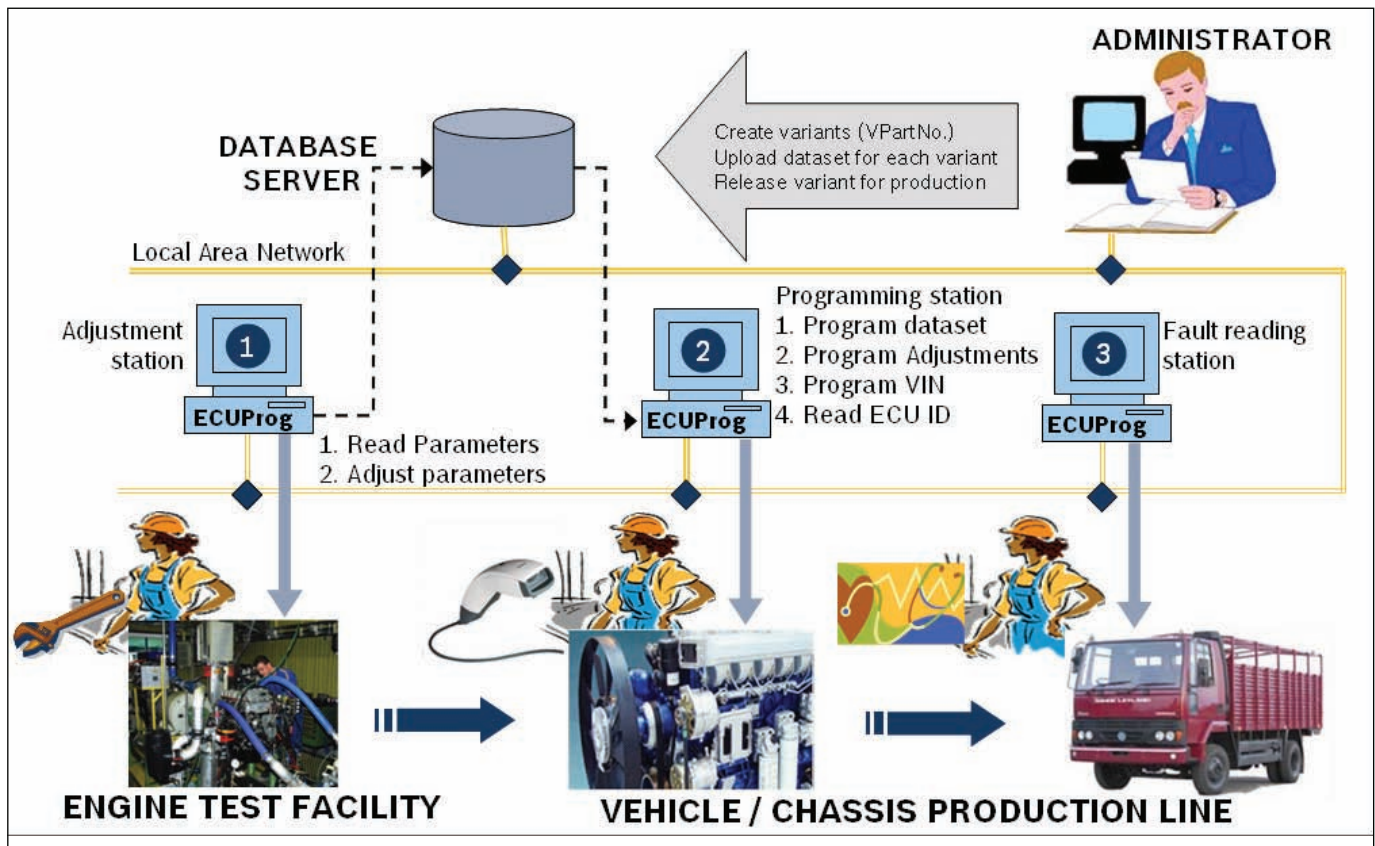 ADMINISTRATOR
DATABASE
SERVER
Create variants (VPartNo.)
Upload dataset for each variant
Release variant for production
Local Area Network
Adjustment
station
1
ECUProg
1. Read Parameters
2. Adjust parameters
2
ECUProg
Programming station
1. Program dataset
2. Program Adjustments
3. Program VIN
4. Read ECU ID
3
ECUProg
Fault reading
station
ASHOK LEYLAND
ENGINE TEST FACILITY
VEHICLE / CHASSIS PRODUCTION LINE